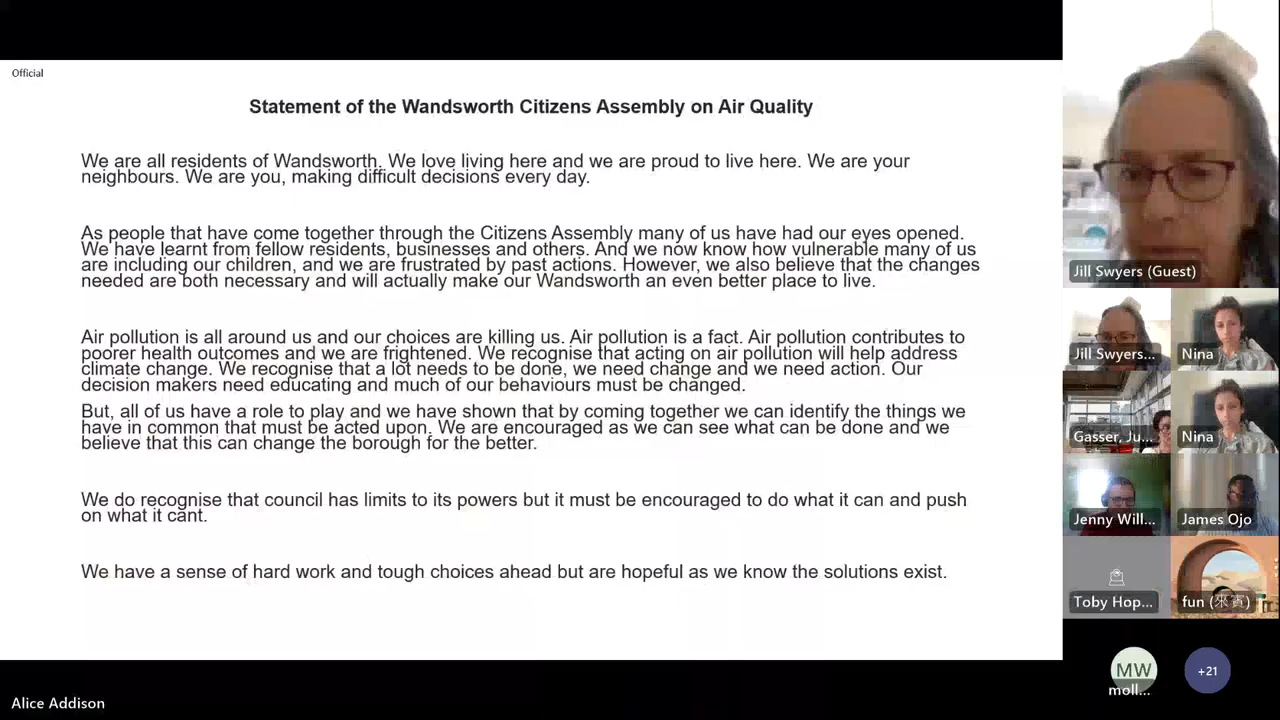 Official
Statement of the Wandsworth Citizens Assembly on Air Quality
We are all residents of Wandsworth. We love living here and we are proud to live here. We are your
neighbours. We are you, making difficult decisions every day.
As people that have come together through the Citizens Assembly many of us have had our eyes opened.
We have learnt from fellow residents, businesses and others. And we now know how vulnerable many of us
are including our children, and we are frustrated by past actions. However, we also believe that the changes
needed are both necessary and will actually make our Wandsworth an even better place to live.
Air pollution is all around us and our choices are killing us. Air pollution is a fact. Air pollution contributes to
poorer health outcomes and we are frightened. We recognise that acting on air pollution will help address
climate change. We recognise that a lot needs to be done, we need change and we need action. Our
decision makers need educating and much of our behaviours must be changed.
But, all of us have a role to play and we have shown that by coming together we can identify the things we
have in common that must be acted upon. We are encouraged as we can see what can be done and we
believe that this can change the borough for the better.
We do recognise that council has limits to its powers but it must be encouraged to do what it can and push
on what it cant.
We have a sense of hard work and tough choices ahead but are hopeful as we know the solutions exist.
Alice Addison
Jill Swyers (Guest)
Jill Swyers...
Nina
Gasser, Ju...
Nina
Jenny Will...
James Ojo
Toby Hop...
fun (來賓)
MW
moll...
+21